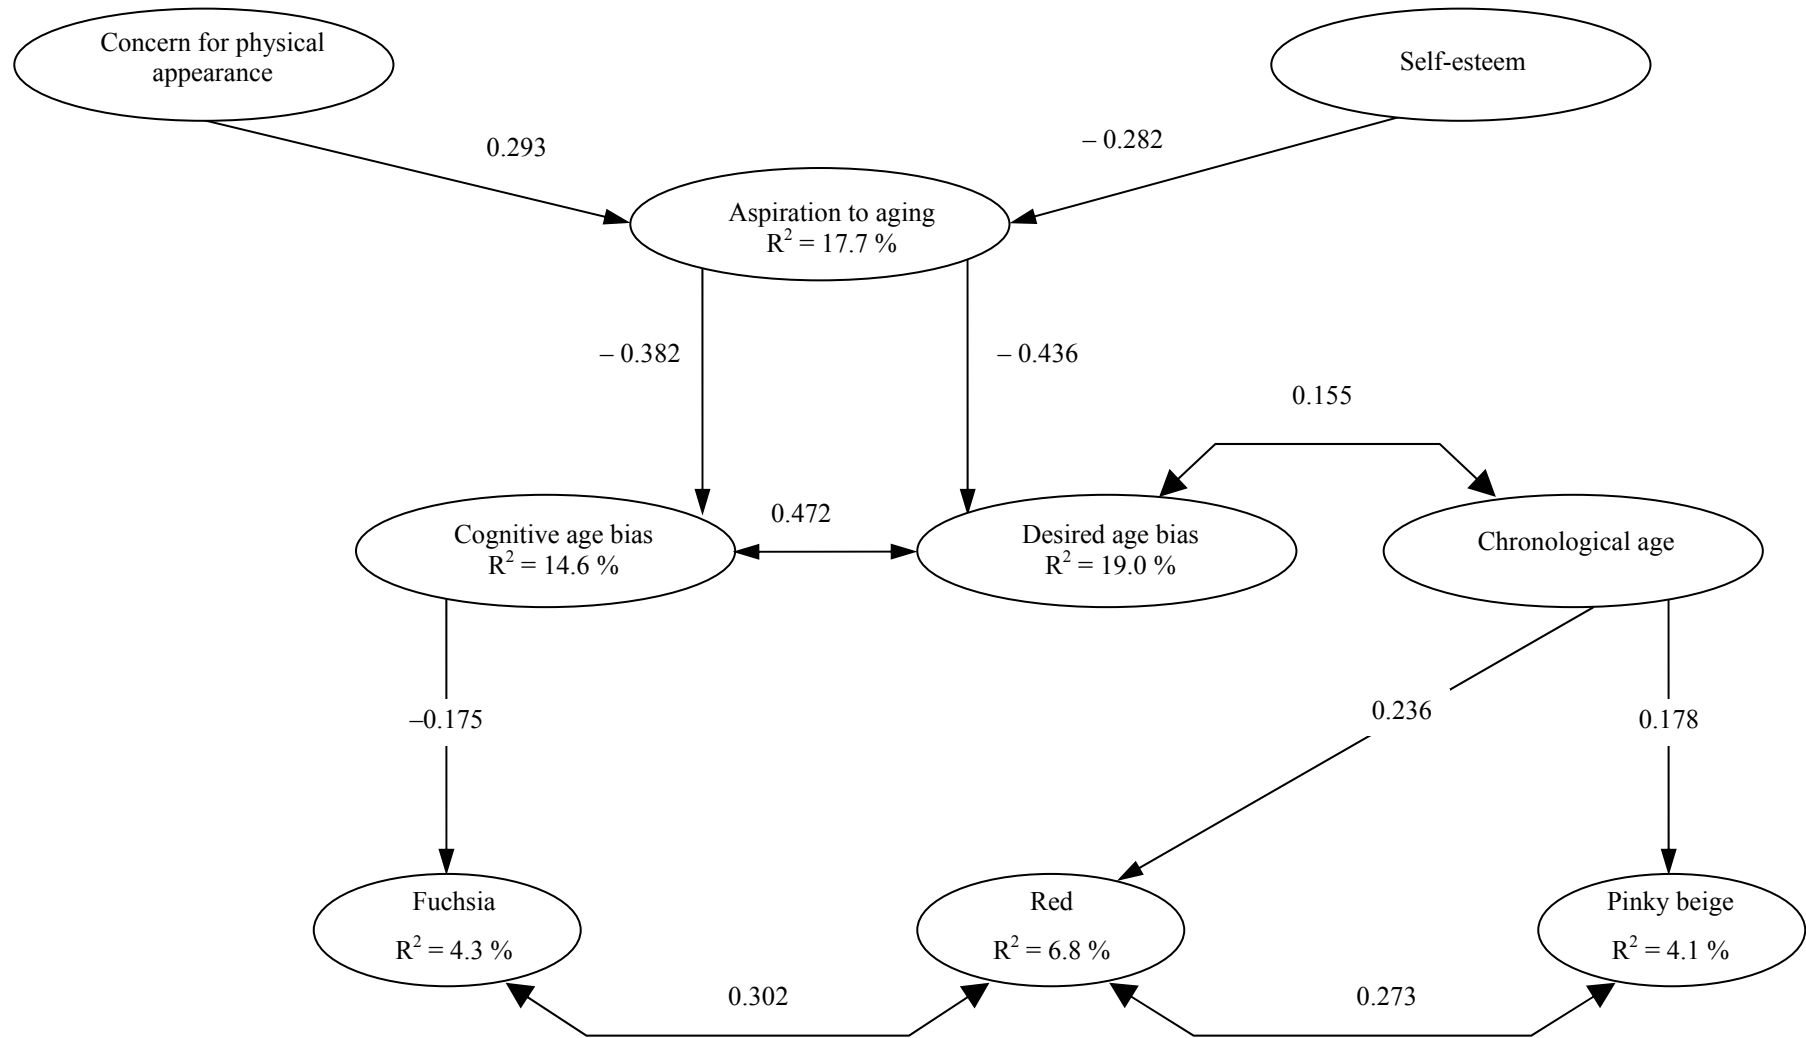 Concern for physical
appearance
Self-esteem
0.293
– 0.282
Aspiration to aging
R² = 17.7 %
– 0.382
– 0.436
0.155
0.472
Cognitive age bias
R² = 14.6 %
Desired age bias
R² = 19.0 %
Chronological age
–0.175
0.236
0.178
Fuchsia
R² = 4.3 %
Red
R² = 6.8 %
Pinky beige
R² = 4.1 %
0.302
0.273